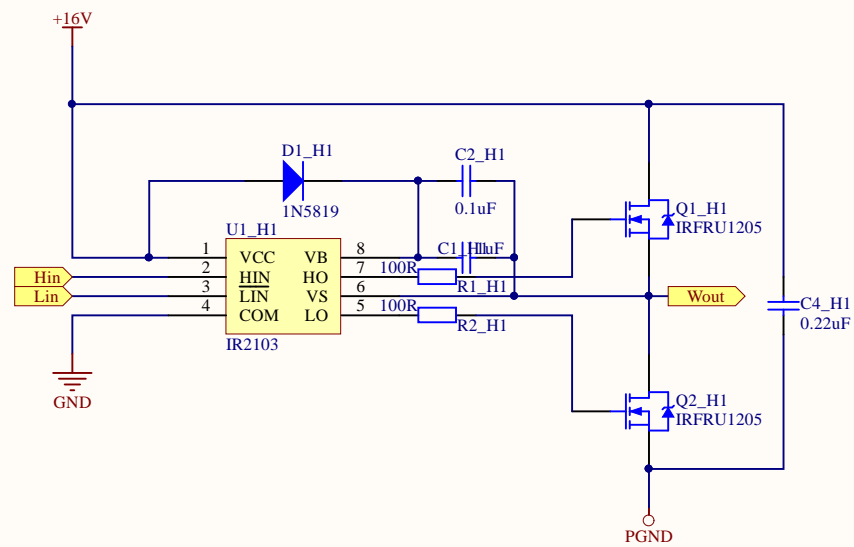 +16V
D1_H1
1N5819
C2_H1
0.1uF
U1_H1
1 VCC VB 8
2 HIN HO 7
3 LIN VS 6
4 COM LO 5
IR2103
Hin
Lin
GND
C1_H1 1uF
100R
R1_H1
100R
R2_H1
Q1_H1
IRFRU1205
Wout
C4_H1
0.22uF
Q2_H1
IRFRU1205
PGND